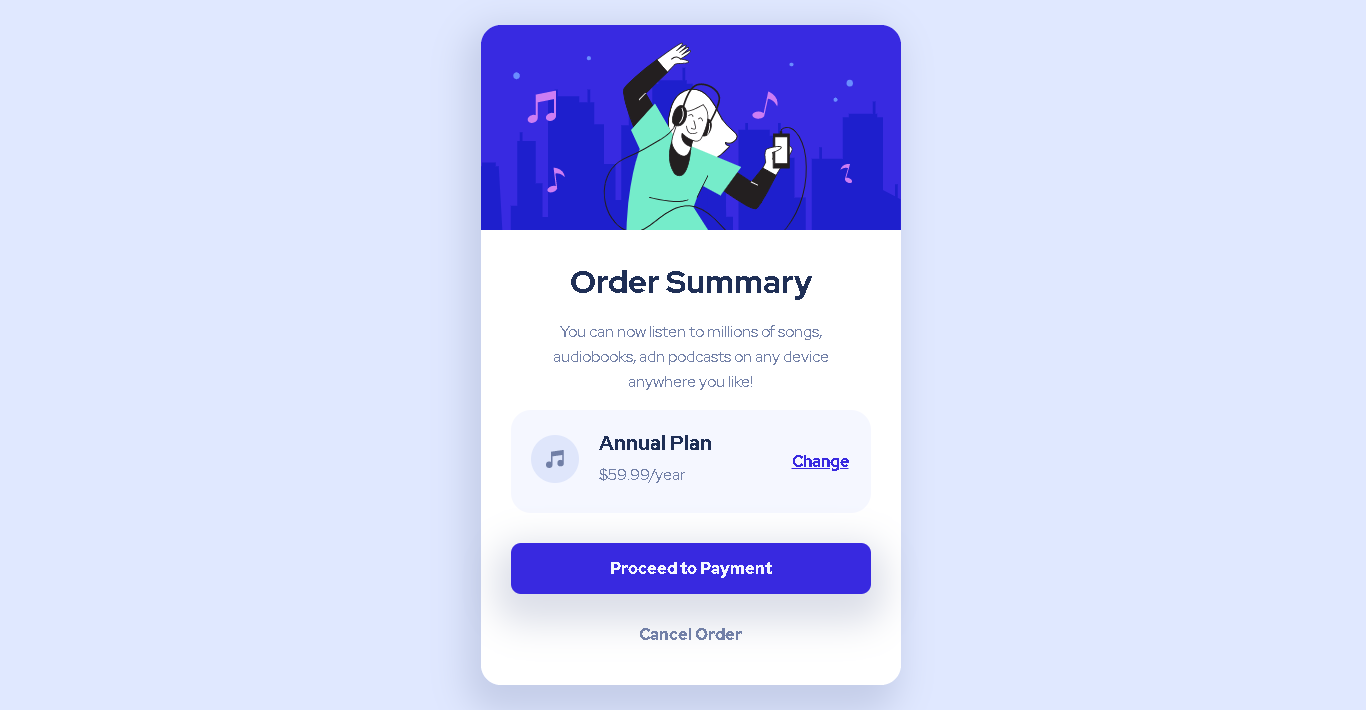 Order Summary
You can now listen to millions of songs,
audiobooks, adn podcasts on any device
anywhere you like!
Annual Plan
$59.99/year
Change
Proceed to Payment
Cancel Order